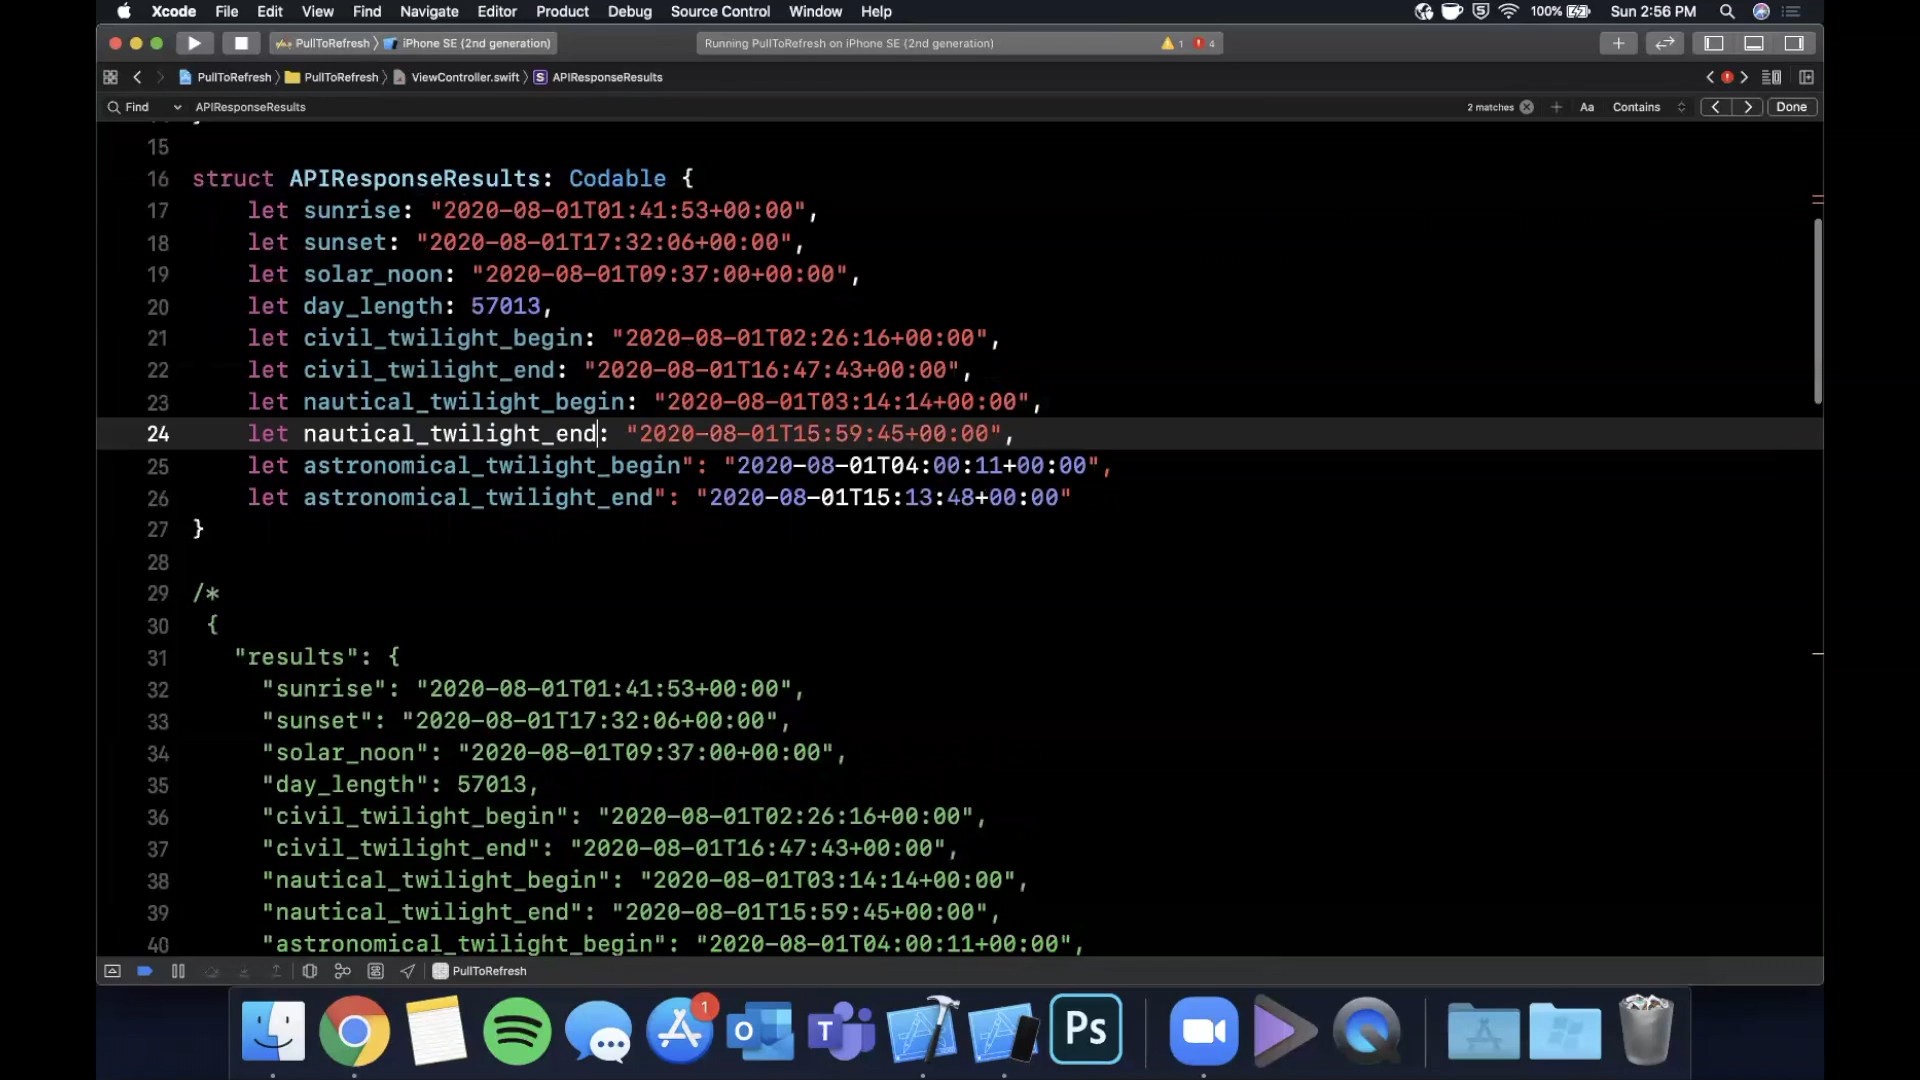 Xcode File Edit View Find Navigate Editor Product Debug Source Control Window Help 100% Sun 2:56 PM
PullToRefresh iPhone SE (2nd generation) Running PullToRefresh on iPhone SE (2nd generation) 1 4
PullToRefresh PullToRefresh ViewController.swift S APIResponseResults
Find APIResponseResults 2 matches Aa Contains Done
15
16 struct APIResponseResults: Codable {
17 let sunrise: "2020-08-01T01:41:53+00:00",
18 let sunset: "2020-08-01T17:32:06+00:00",
19 let solar_noon: "2020-08-01T09:37:00+00:00",
20 let day_length: 57013,
21 let civil_twilight_begin: "2020-08-01T02:26:16+00:00",
22 let civil_twilight_end: "2020-08-01T16:47:43+00:00",
23 let nautical_twilight_begin: "2020-08-01T03:14:14+00:00",
24 let nautical_twilight_end: "2020-08-01T15:59:45+00:00",
25 let astronomical_twilight_begin": "2020-08-01T04:00:11+00:00",
26 let astronomical_twilight_end": "2020-08-01T15:13:48+00:00"
27 }
28
29 /*
30 {
31 "results": {
32 "sunrise": "2020-08-01T01:41:53+00:00",
33 "sunset": "2020-08-01T17:32:06+00:00",
34 "solar_noon": "2020-08-01T09:37:00+00:00",
35 "day_length": 57013,
36 "civil_twilight_begin": "2020-08-01T02:26:16+00:00",
37 "civil_twilight_end": "2020-08-01T16:47:43+00:00",
38 "nautical_twilight_begin": "2020-08-01T03:14:14+00:00",
39 "nautical_twilight_end": "2020-08-01T15:59:45+00:00",
40 "astronomical_twilight_begin": "2020-08-01T04:00:11+00:00",
PullToRefresh
1
O T Ps